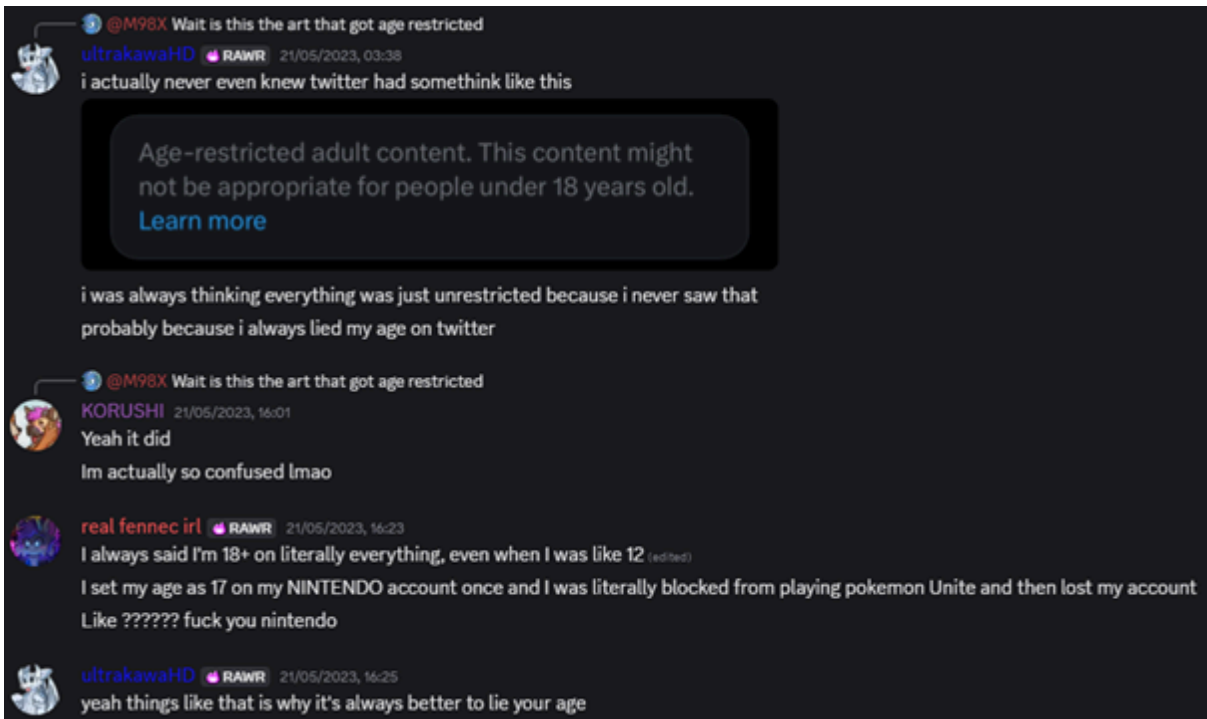 @M98X Wait is this the art that got age restricted
ultrakawaHD RAWR 21/05/2023, 03:38
i actually never even knew twitter had somethink like this
Age-restricted adult content. This content might
not be appropriate for people under 18 years old.
Learn more
i was always thinking everything was just unrestricted because i never saw that
probably because i always lied my age on twitter
@M98X Wait is this the art that got age restricted
KORUSHI 21/05/2023, 16:01
Yeah it did
Im actually so confused lmao
real fennec irl RAWR 21/05/2023, 16:23
I always said I'm 18+ on literally everything, even when I was like 12 (edited)
I set my age as 17 on my NINTENDO account once and I was literally blocked from playing pokemon Unite and then lost my account
Like ?????? fuck you nintendo
ultrakawaHD RAWR 21/05/2023, 16:25
yeah things like that is why it's always better to lie your age